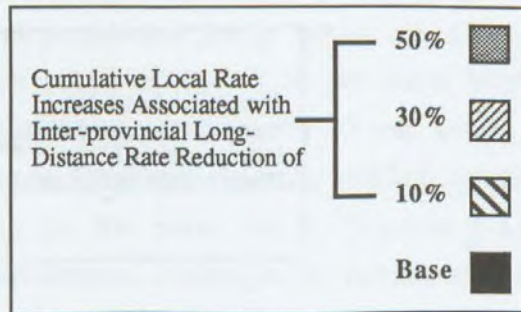 50%
Cumulative Local Rate
Increases Associated with
Inter-provincial Long-
Distance Rate Reduction of
30%
10%
Base